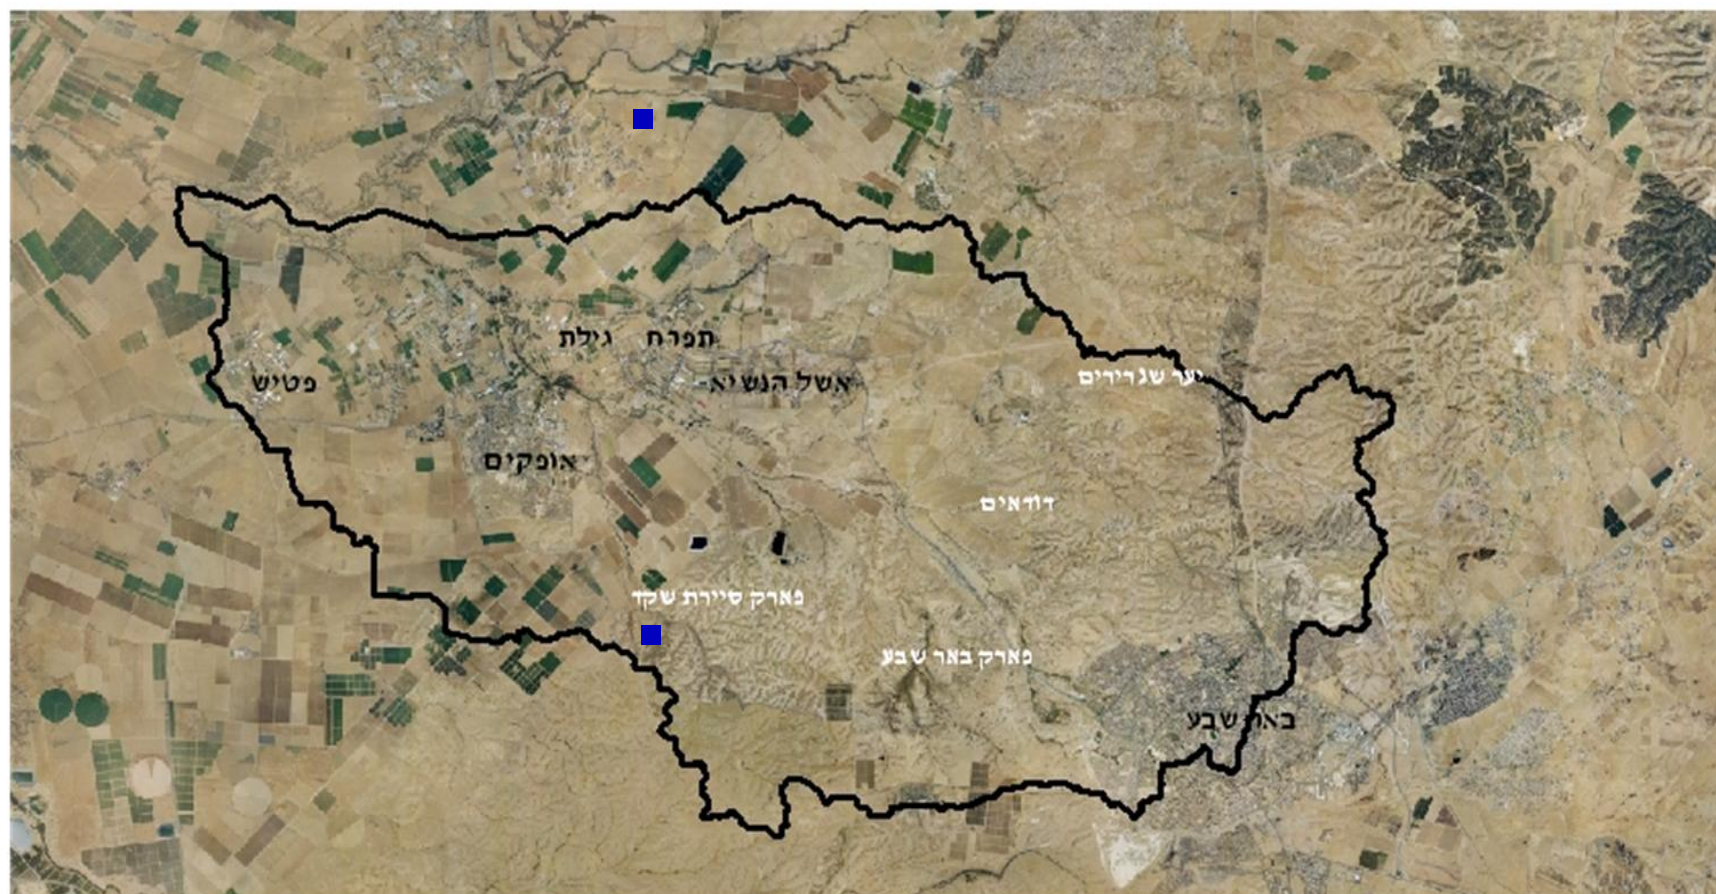 תפרח
גילת
אשל הנשיא
פטיש
יער שגרירים
אופקים
דודאים
פארק סיירת שקד
פארק באר שבע
באר שבע